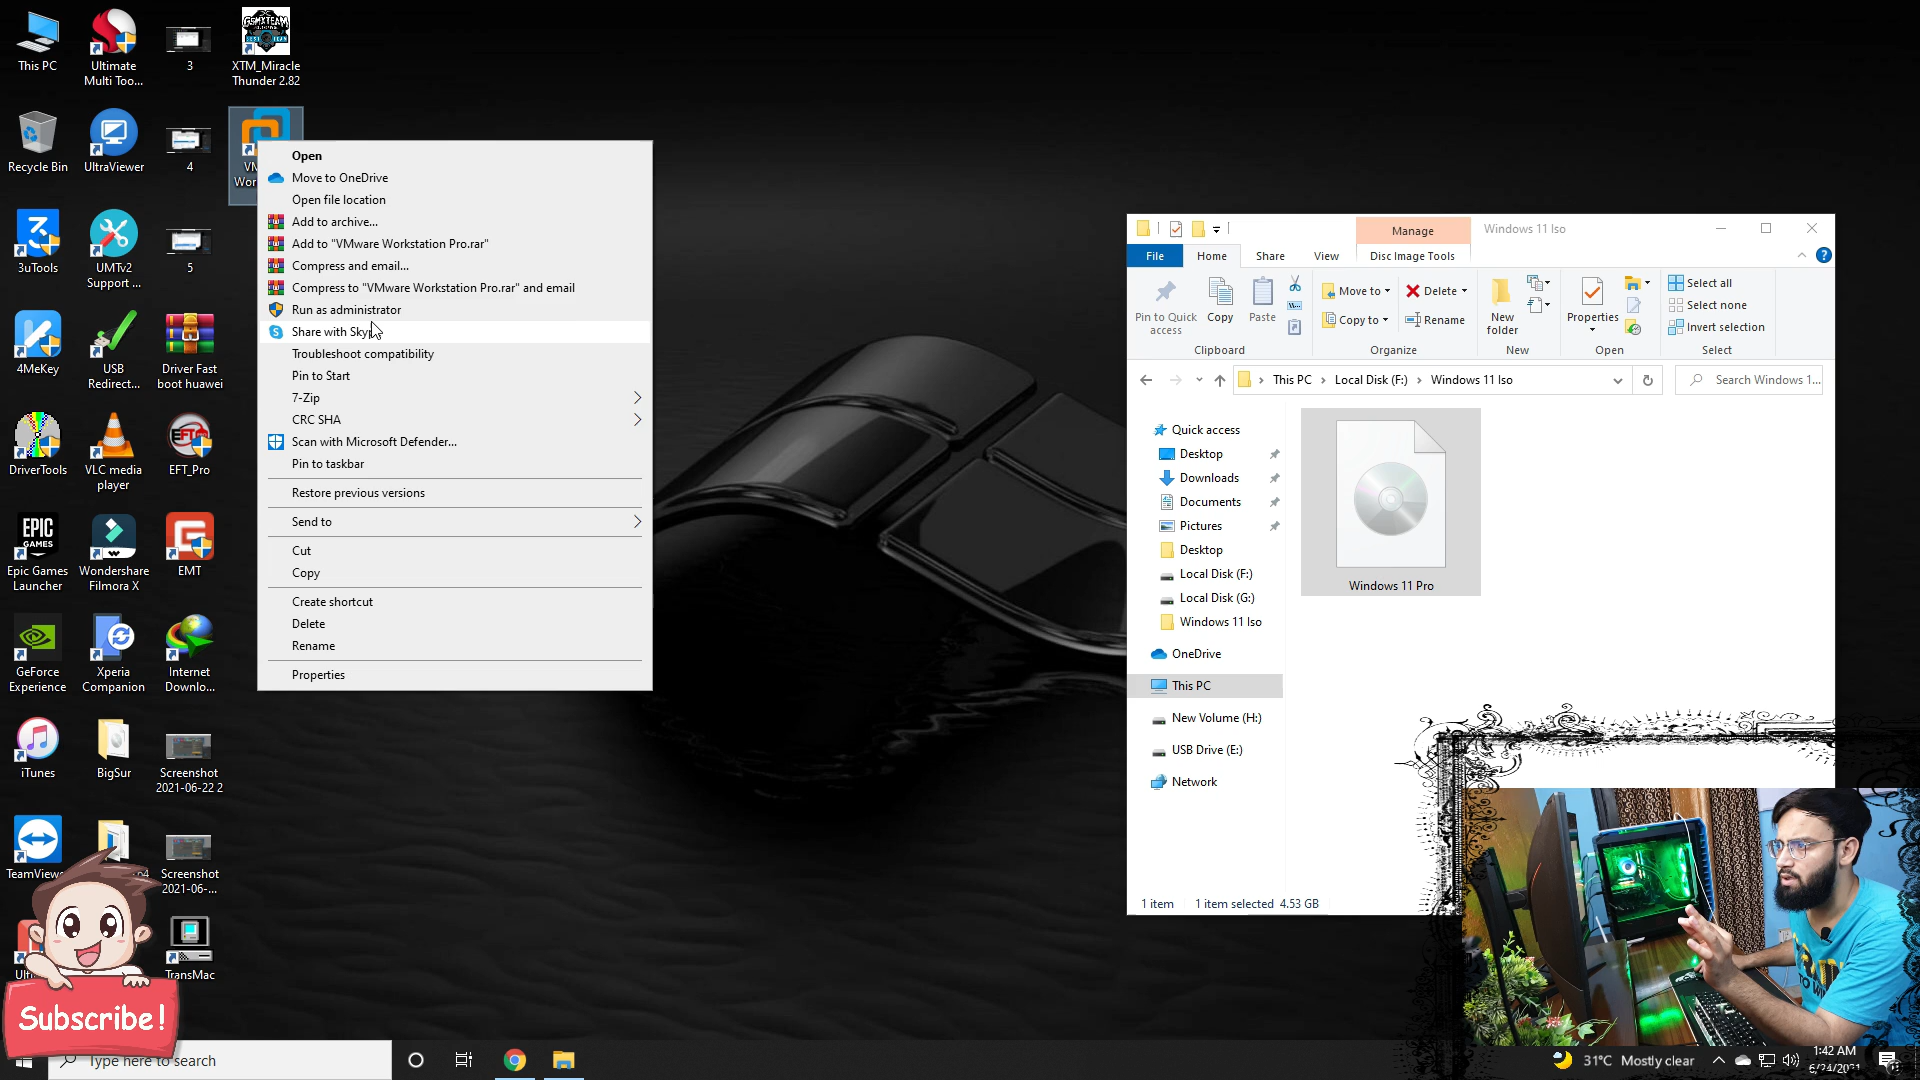 This PC
Ultimate
Multi Too...
3
GSMXTEAM
XTM_Miracle
Thunder 2.82
Recycle Bin
UltraViewer
4
3uTools
UMTv2
Support ...
5
4MeKey
USB
Redirect...
Driver Fast
boot huawei
DriverTools
VLC media
player
EFT
EFT_Pro
EPIC
GAMES
Epic Games
Launcher
Wondershare
Filmora X
EMT
GeForce
Experience
Xperia
Companion
Internet
Downlo...
iTunes
BigSur
Screenshot
2021-06-22 2
Screenshot
2021-06-...
TransMac
Subscribe!
Open
Move to OneDrive
Open file location
Add to archive...
Add to "VMware Workstation Pro.rar"
Compress and email...
Compress to "VMware Workstation Pro.rar" and email
Run as administrator
Share with Skype
Troubleshoot compatibility
Pin to Start
7-Zip
CRC SHA
Scan with Microsoft Defender...
Pin to taskbar
Restore previous versions
Send to
Cut
Copy
Create shortcut
Delete
Rename
Properties
Manage
Windows 11 Iso
File
Home
Share
View
Disc Image Tools
Pin to Quick
access
Copy
Paste
Clipboard
Move to
Copy to
Delete
Rename
Organize
New
folder
New
Properties
Open
Select all
Select none
Invert selection
Select
This PC
Local Disk (F:)
Windows 11 Iso
Search Windows 1...
Quick access
Desktop
Downloads
Documents
Pictures
Desktop
Local Disk (F:)
Local Disk (G:)
Windows 11 Iso
OneDrive
This PC
New Volume (H:)
USB Drive (E:)
Network
Windows 11 Pro
1 item
1 item selected 4.53 GB
Type here to search
31°C Mostly clear
1:42 AM
6/24/2021